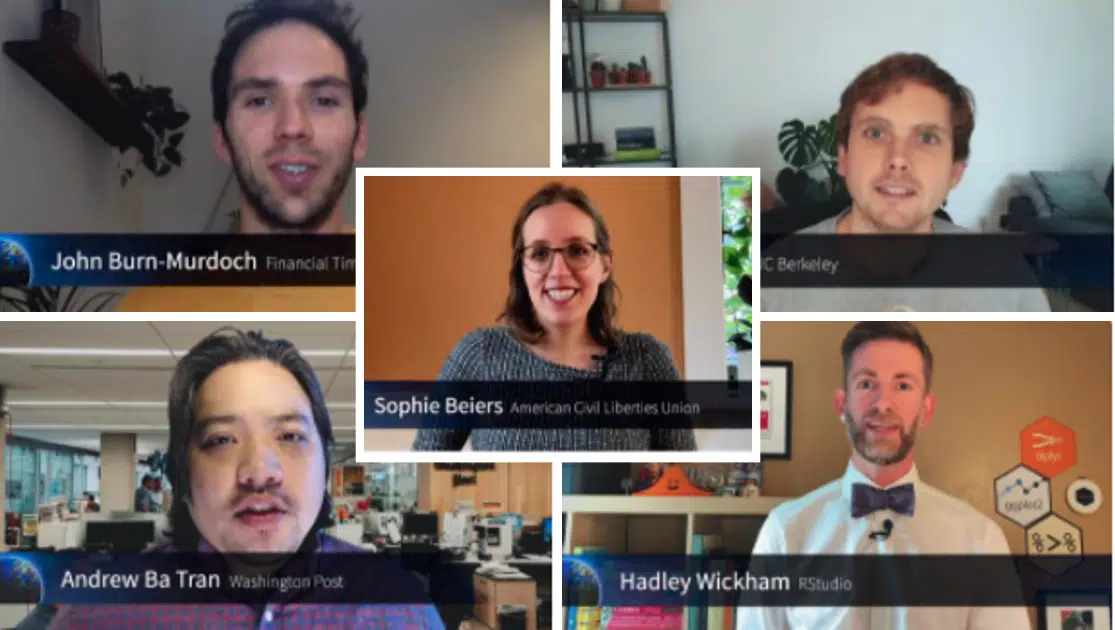 John Burn-Murdoch Financial Tim
C Berkeley
Sophie Beiers American Civil Liberties Union
dplyr
ggplot2
%>%
Andrew Ba Tran Washington Post
Hadley Wickham RStudio